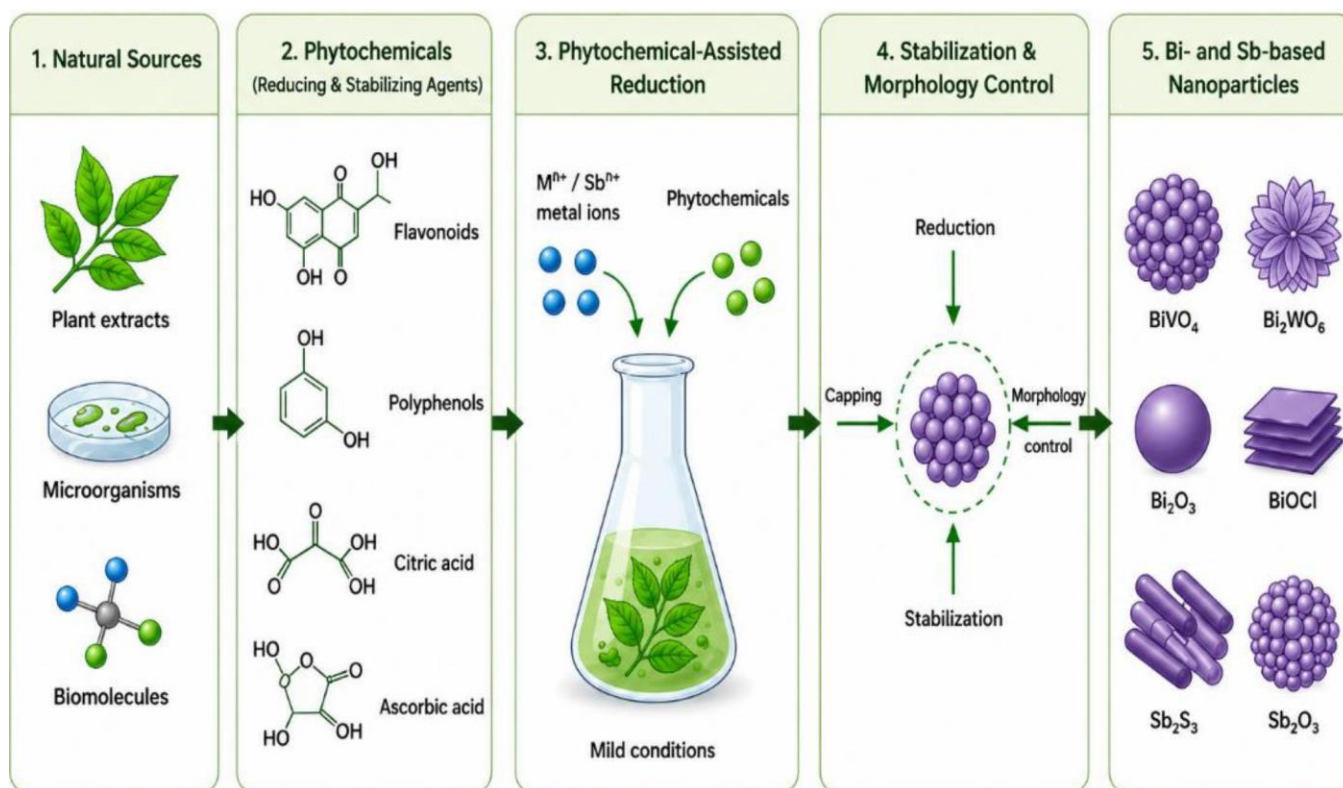 1. Natural Sources
Plant extracts
Microorganisms
Biomolecules
2. Phytochemicals
(Reducing & Stabilizing Agents)
OH
O
HO
OH
O
Flavonoids
OH
OH
Polyphenols
O
HO
OH
O
OH
Citric acid
HO
O
O
O
HO
OH
Ascorbic acid
3. Phytochemical-Assisted
Reduction
Mⁿ⁺ / Sbⁿ⁺
metal ions
Phytochemicals
Mild conditions
4. Stabilization &
Morphology Control
Reduction
Capping
Morphology
control
Stabilization
5. Bi- and Sb-based
Nanoparticles
BiVO₄
Bi₂WO₆
Bi₂O₃
BiOCl
Sb₂S₃
Sb₂O₃